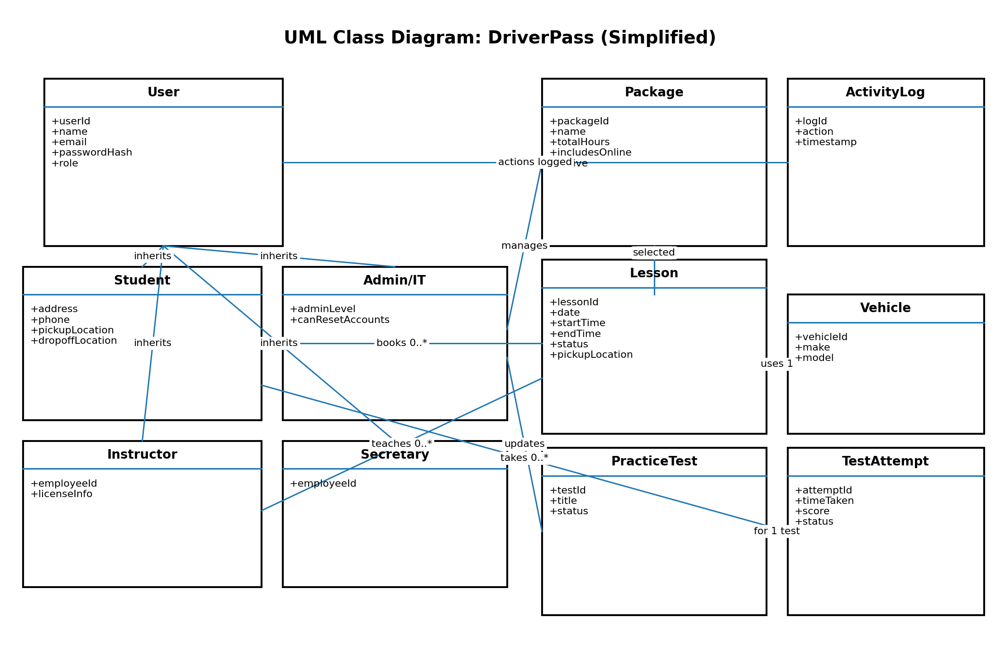 UML Class Diagram: DriverPass (Simplified)
User
+userId
+name
+email
+passwordHash
+role
Package
+packageId
+name
+totalHours
+includesOnline
ive
ActivityLog
+logId
+action
+timestamp
actions logged
manages
selected
inherits
inherits
Student
+address
+phone
+pickupLocation
+dropoffLocation
inherits
Admin/IT
+adminLevel
+canResetAccounts
inherits
books 0..*
Lesson
+lessonId
+date
+startTime
+endTime
+status
+pickupLocation
uses 1
Vehicle
+vehicleId
+make
+model
teaches 0..*
updates
takes 0..*
Instructor
+employeeId
+licenseInfo
Secretary
+employeeId
PracticeTest
+testId
+title
+status
for 1 test
TestAttempt
+attemptId
+timeTaken
+score
+status